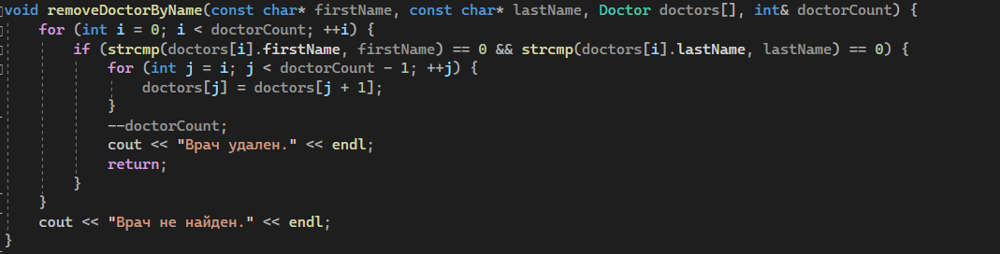 void removeDoctorByName(const char* firstName, const char* lastName, Doctor doctors[], int& doctorCount) {
    for (int i = 0; i < doctorCount; ++i) {
        if (strcmp(doctors[i].firstName, firstName) == 0 && strcmp(doctors[i].lastName, lastName) == 0) {
            for (int j = i; j < doctorCount - 1; ++j) {
                doctors[j] = doctors[j + 1];
            }
            --doctorCount;
            cout << "Врач удален." << endl;
            return;
        }
    }
    cout << "Врач не найден." << endl;
}